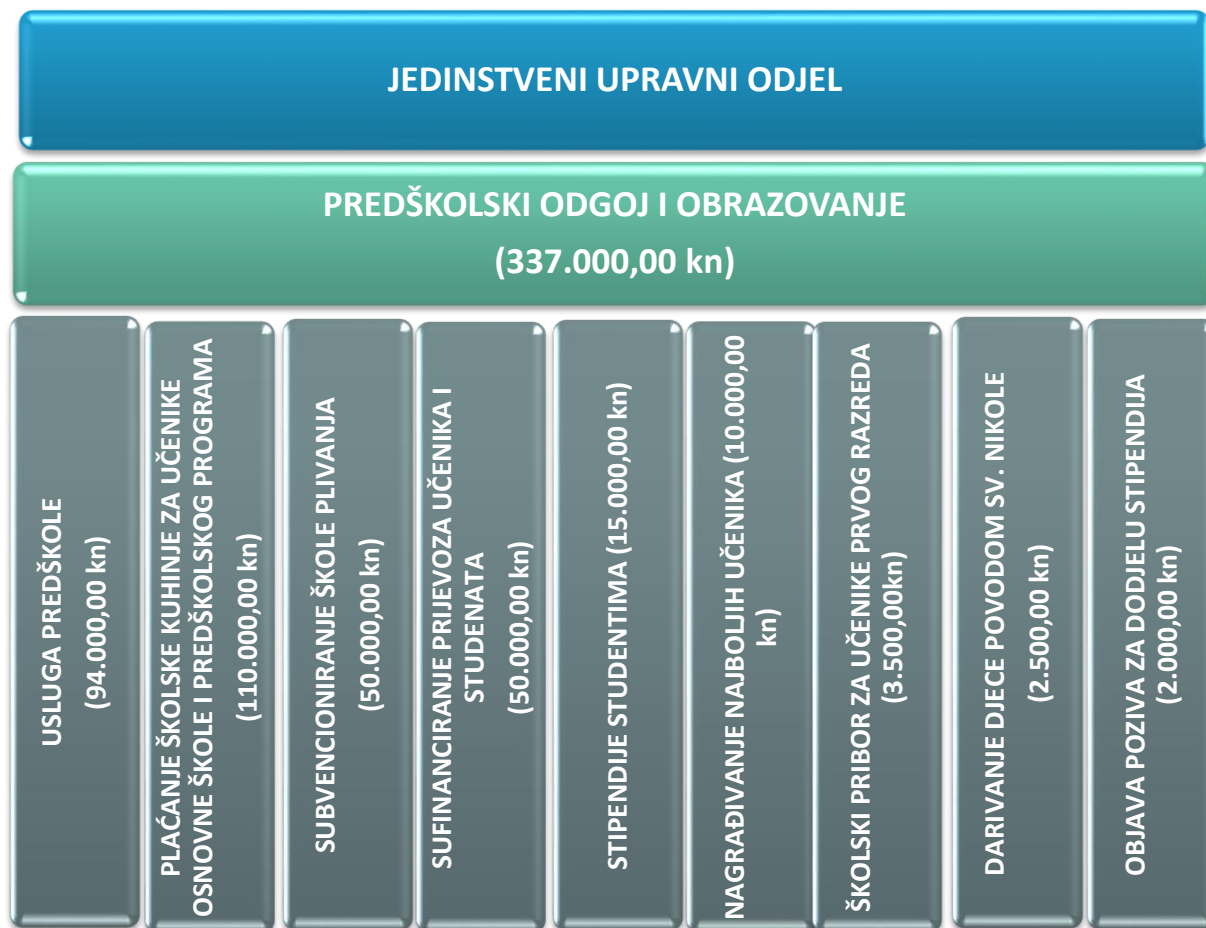 JEDINSTVENI UPRAVNI ODJEL
PREDŠKOLSKI ODGOJ I OBRAZOVANJE
(337.000,00 kn)
USLUGA PREDŠKOLE
(94.000,00 kn)
PLAĆANJE ŠKOLSKE KUHINJE ZA UČENIKE
OSNOVNE ŠKOLE I PREDŠKOLSKOG PROGRAMA
(110.000,00 kn)
SUBVENCIONIRANJE ŠKOLE PLIVANJA
(50.000,00 kn)
SUFINANCIRANJE PRIJEVOZA UČENIKA I
STUDENATA
(50.000,00 kn)
STIPENDIJE STUDENTIMA (15.000,00 kn)
NAGRAĐIVANJE NAJBOLJIH UČENIKA (10.000,00
kn)
ŠKOLSKI PRIBOR ZA UČENIKE PRVOG RAZREDA
(3.500,00kn)
DARIVANJE DJECE POVODOM SV. NIKOLE
(2.500,00 kn)
OBJAVA POZIVA ZA DODJELU STIPENDIJA
(2.000,00 kn)